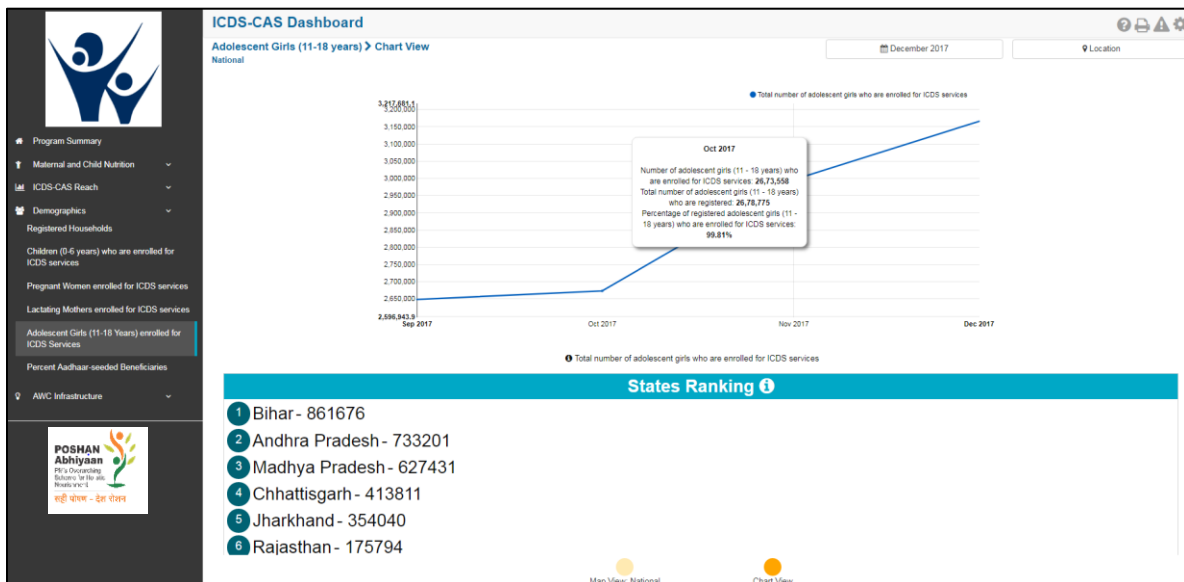 ICDS-CAS Dashboard
Adolescent Girls (11-18 years) > Chart View
National
December 2017
Location
Program Summary
Maternal and Child Nutrition
ICDS-CAS Reach
Demographics
Registered Households
Children (0-6 years) who are enrolled for
ICDS services
Pregnant Women enrolled for ICDS services
Lactating Mothers enrolled for ICDS services
Adolescent Girls (11-18 Years) enrolled for
ICDS Services
Percent Aadhaar-seeded Beneficiaries
AWC Infrastructure
POSHAN
Abhiyaan
PM's Overarching
सही पोषण - देश रोशन
Total number of adolescent girls who are enrolled for ICDS services
3,217,681.1
3,200,000
3,150,000
3,100,000
3,050,000
3,000,000
2,950,000
2,900,000
2,850,000
2,800,000
2,750,000
2,700,000
2,650,000
2,596,943.9
Sep 2017
Oct 2017
Nov 2017
Dec 2017
Oct 2017
Number of adolescent girls (11 - 18 years) who
are enrolled for ICDS services: 26,73,558
Total number of adolescent girls (11 - 18 years)
who are registered: 26,78,775
Percentage of registered adolescent girls (11 -
18 years) who are enrolled for ICDS services:
99.81%
Total number of adolescent girls who are enrolled for ICDS services
States Ranking
1 Bihar - 861676
2 Andhra Pradesh - 733201
3 Madhya Pradesh - 627431
4 Chhattisgarh - 413811
5 Jharkhand - 354040
6 Rajasthan - 175794
Map View: National
Chart View